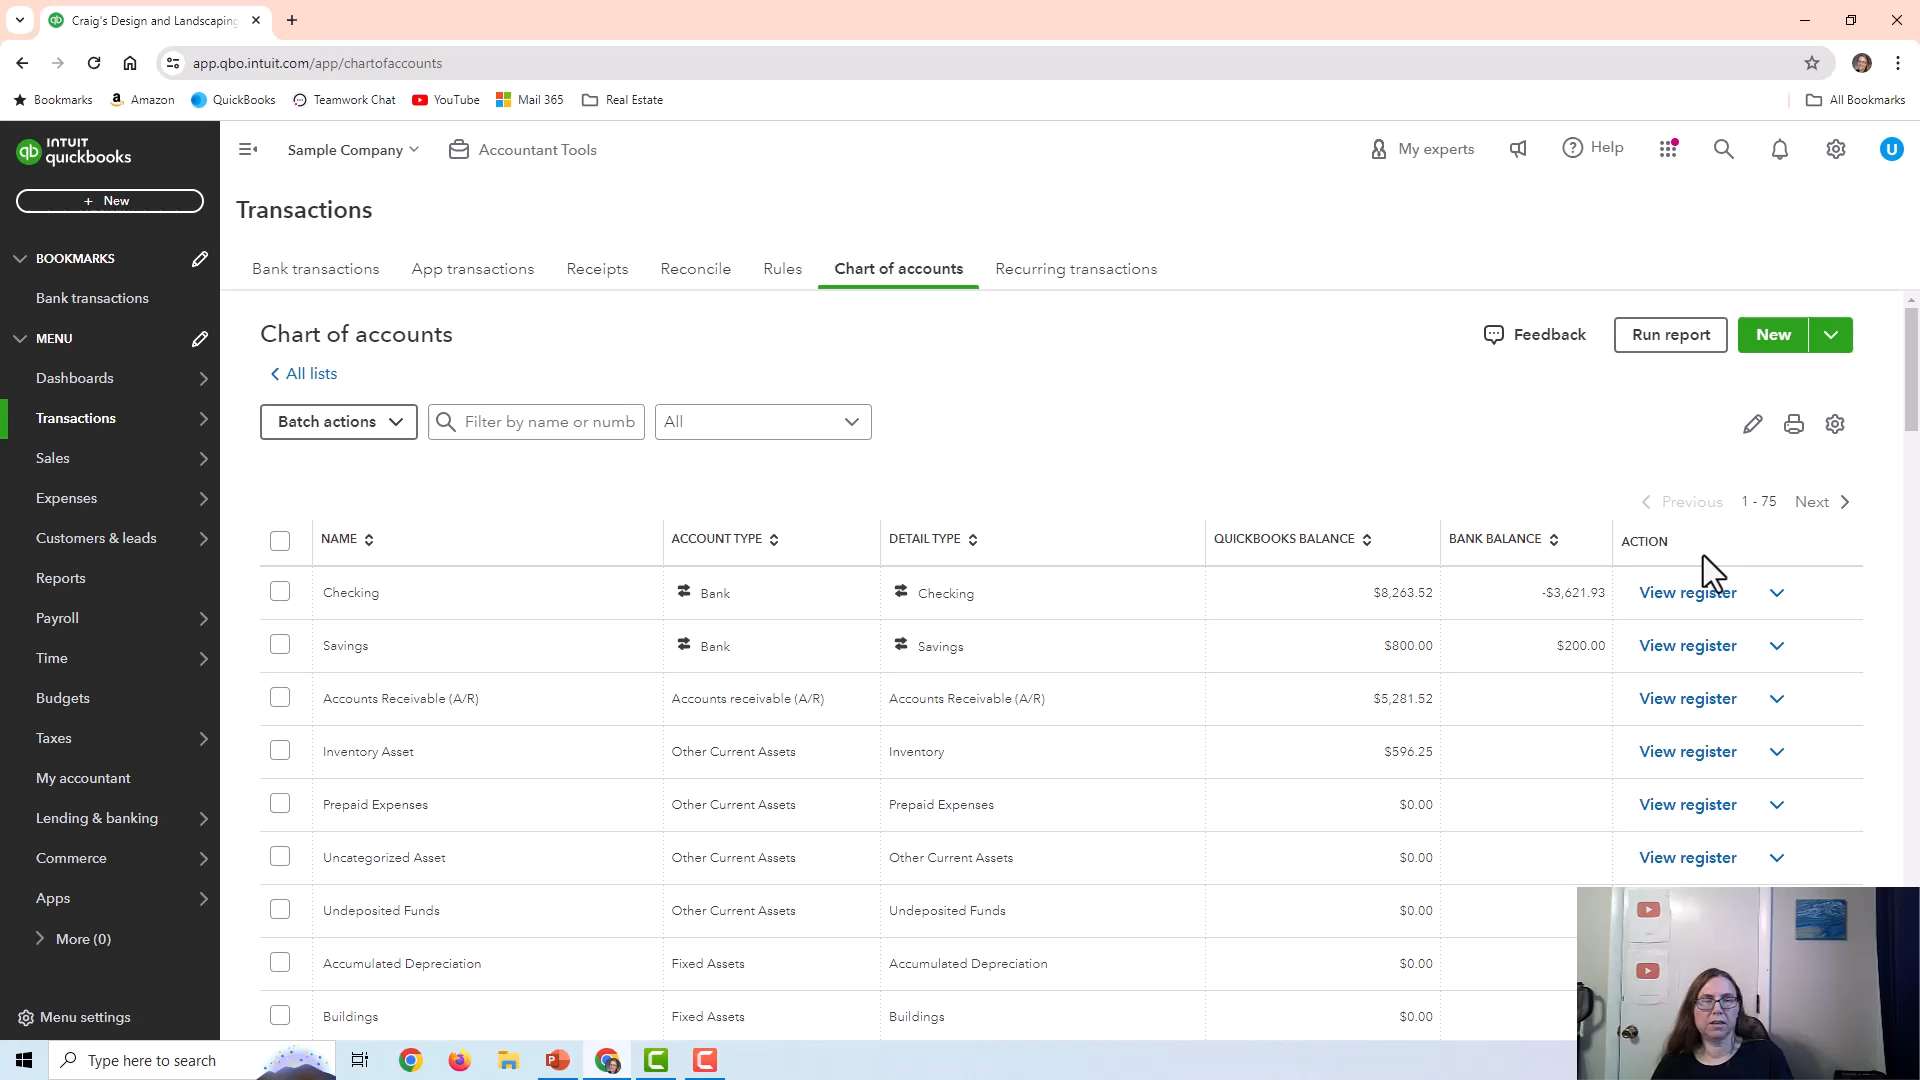 Craig's Design and Landscaping
app.qbo.intuit.com/app/chartofaccounts
Bookmarks Amazon QuickBooks Teamwork Chat YouTube Mail 365 Real Estate All Bookmarks
INTUIT
quickbooks
qb
Sample Company Accountant Tools My experts Help U
+ New
Transactions
BOOKMARKS
Bank transactions
MENU
Dashboards
Transactions
Sales
Expenses
Customers & leads
Reports
Payroll
Time
Budgets
Taxes
My accountant
Lending & banking
Commerce
Apps
More (0)
Menu settings
Bank transactions App transactions Receipts Reconcile Rules Chart of accounts Recurring transactions
Chart of accounts Feedback Run report New
All lists
Batch actions Filter by name or numb All
Previous 1 - 75 Next
NAME ACCOUNT TYPE DETAIL TYPE QUICKBOOKS BALANCE BANK BALANCE ACTION
Checking Bank Checking $8,263.52 -$3,621.93 View register
Savings Bank Savings $800.00 $200.00 View register
Accounts Receivable (A/R) Accounts receivable (A/R) Accounts Receivable (A/R) $5,281.52 View register
Inventory Asset Other Current Assets Inventory $596.25 View register
Prepaid Expenses Other Current Assets Prepaid Expenses $0.00 View register
Uncategorized Asset Other Current Assets Other Current Assets $0.00 View register
Undeposited Funds Other Current Assets Undeposited Funds $0.00
Accumulated Depreciation Fixed Assets Accumulated Depreciation $0.00
Buildings Fixed Assets Buildings $0.00
Type here to search